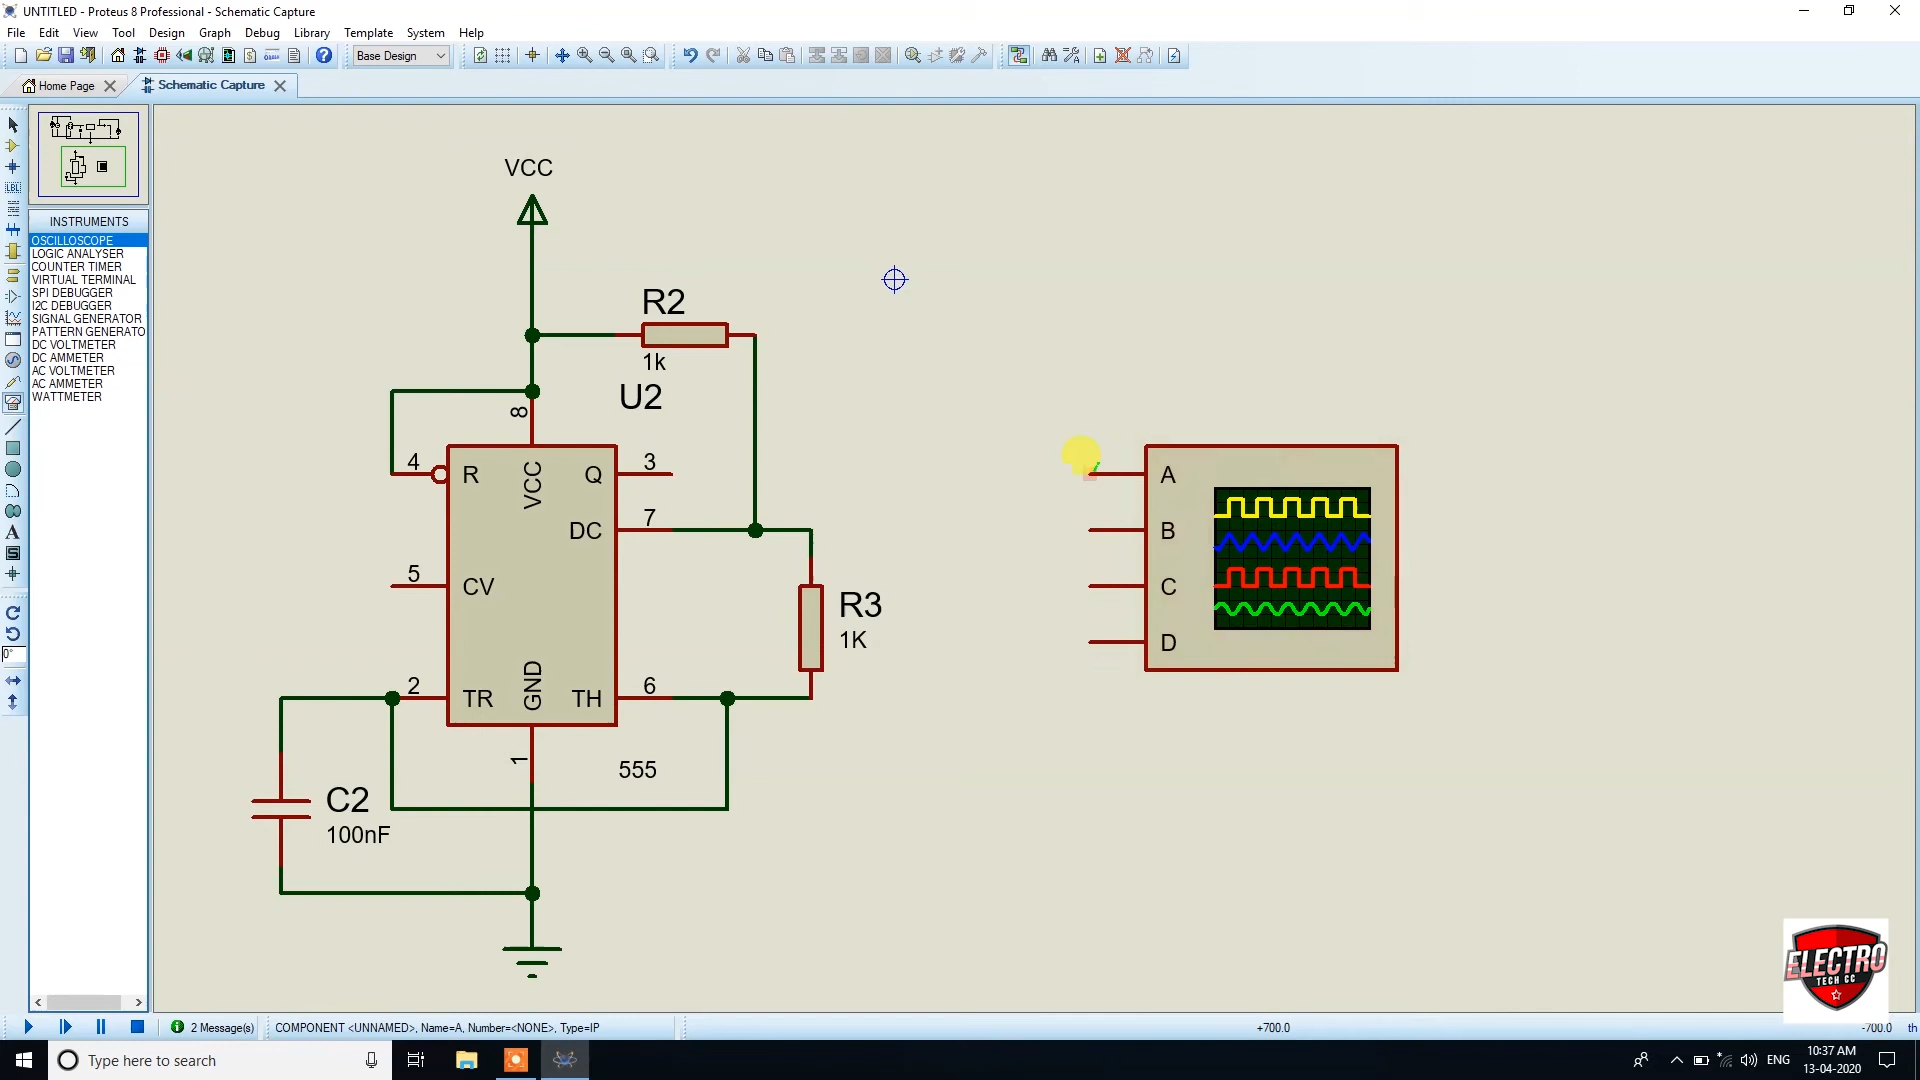 UNTITLED - Proteus 8 Professional - Schematic Capture
File Edit View Tool Design Graph Debug Library Template System Help
Base Design
Home Page
Schematic Capture
INSTRUMENTS
OSCILLOSCOPE
LOGIC ANALYSER
COUNTER TIMER
VIRTUAL TERMINAL
SPI DEBUGGER
I2C DEBUGGER
SIGNAL GENERATOR
PATTERN GENERATO
DC VOLTMETER
DC AMMETER
AC VOLTMETER
AC AMMETER
WATTMETER
LBL
A
S
0°
VCC
R2
1k
U2
8
4 R VCC Q 3
DC 7
5 CV
R3
1K
2 TR GND TH 6
1
555
C2
100nF
A
B
C
D
ELECTRO
TECH CC
2 Message(s)
COMPONENT <UNNAMED>, Name=A, Number=<NONE>, Type=IP
+700.0
-700.0
th
Type here to search
ENG
10:37 AM
13-04-2020